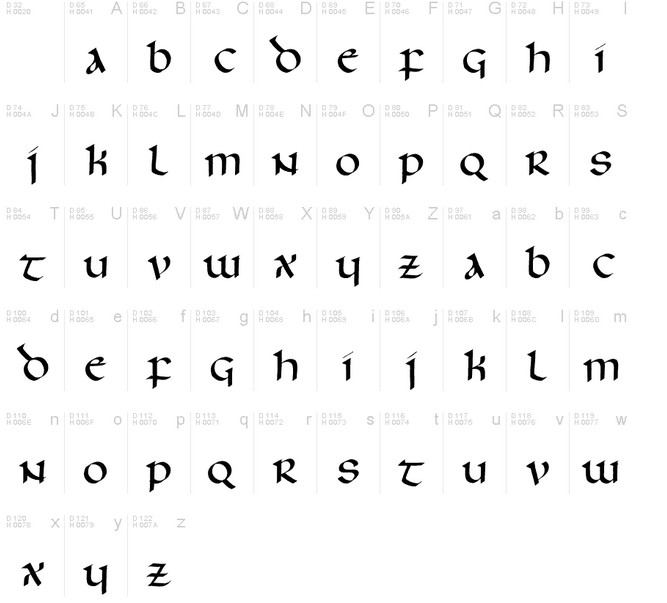 D 32 D 65 A D 66 B D 67 C D 68 D D 69 E D 70 F D 71 G D 72 H D 73 I
H 0020 H 0041 H 0042 H 0043 H 0044 H 0045 H 0046 H 0047 H 0048 H 0049
a b c d e f g h i
D 74 J D 75 K D 76 L D 77 M D 78 N D 79 O D 80 P D 81 Q D 82 R D 83 S
H 004A H 004B H 004C H 004D H 004E H 004F H 0050 H 0051 H 0052 H 0053
j k l m N o p Q R s
D 84 T D 85 U D 86 V D 87 W D 88 X D 89 Y D 90 Z D 97 a D 98 b D 99 c
H 0054 H 0055 H 0056 H 0057 H 0058 H 0059 H 005A H 0061 H 0062 H 0063
T u v w x y z a b c
D 100 d D 101 e D 102 f D 103 g D 104 h D 105 i D 106 j D 107 k D 108 l D 109 m
H 0064 H 0065 H 0066 H 0067 H 0068 H 0069 H 006A H 006B H 006C H 006D
d e f g h i j k l m
D 110 n D 111 o D 112 p D 113 q D 114 r D 115 s D 116 t D 117 u D 118 v D 119 w
H 006E H 006F H 0070 H 0071 H 0072 H 0073 H 0074 H 0075 H 0076 H 0077
N o p Q R s T u v w
D 120 x D 121 y D 122 z
H 0078 H 0079 H 007A
x y z